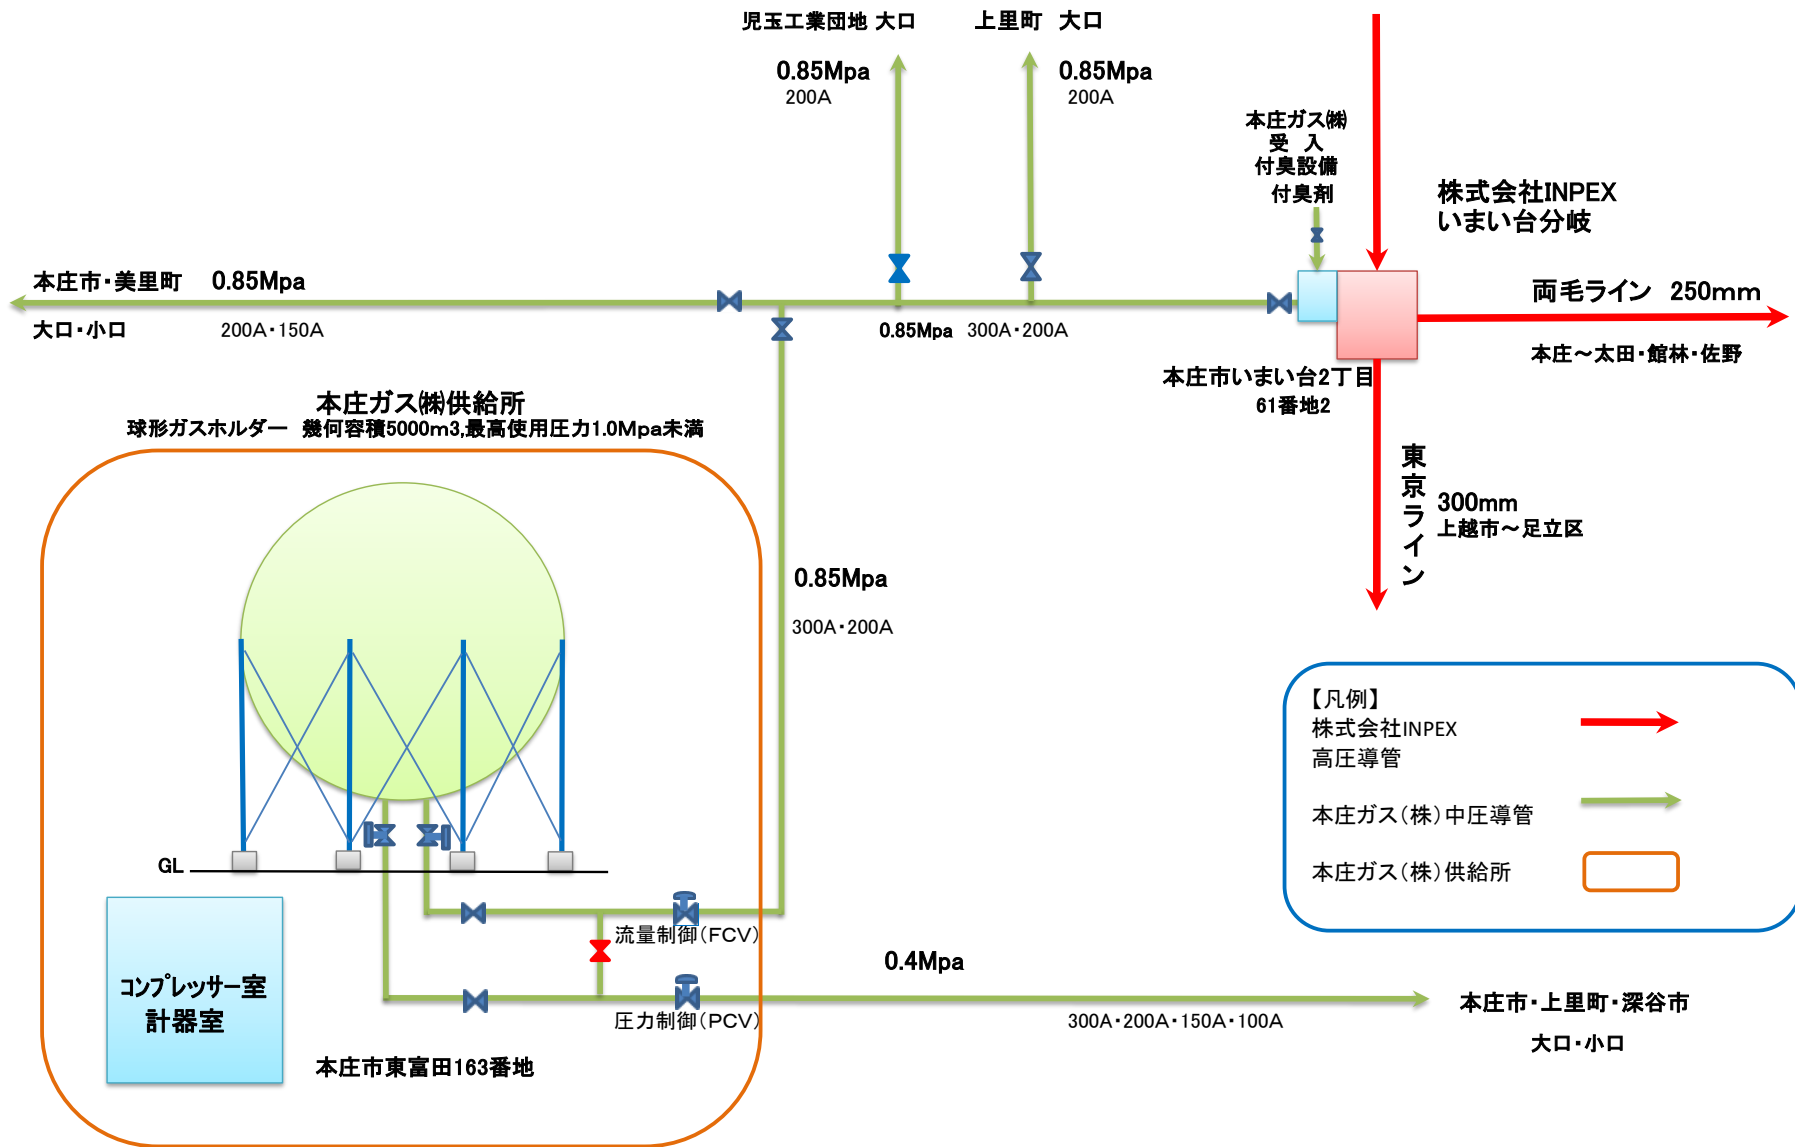 児玉工業団地 大口
0.85Mpa
200A
上里町　大口
0.85Mpa
200A
本庄ガス㈱
受　入
付臭設備
付臭剤
株式会社INPEX
いまい台分岐
本庄市・美里町　0.85Mpa
大口・小口
200A・150A
0.85Mpa　300A・200A
両毛ライン　250mm
本庄～太田・館林・佐野
本庄市いまい台2丁目
61番地2
本庄ガス㈱供給所
球形ガスホルダー　幾何容積5000m3,最高使用圧力1.0Mpa未満
東京ライン
300mm
上越市～足立区
0.85Mpa
300A・200A
【凡例】
株式会社INPEX
高圧導管
本庄ガス（株）中圧導管
本庄ガス（株）供給所
GL
流量制御（FCV）
コンプレッサー室
計器室
圧力制御（PCV）
0.4Mpa
300A・200A・150A・100A
本庄市・上里町・深谷市
大口・小口
本庄市東富田163番地